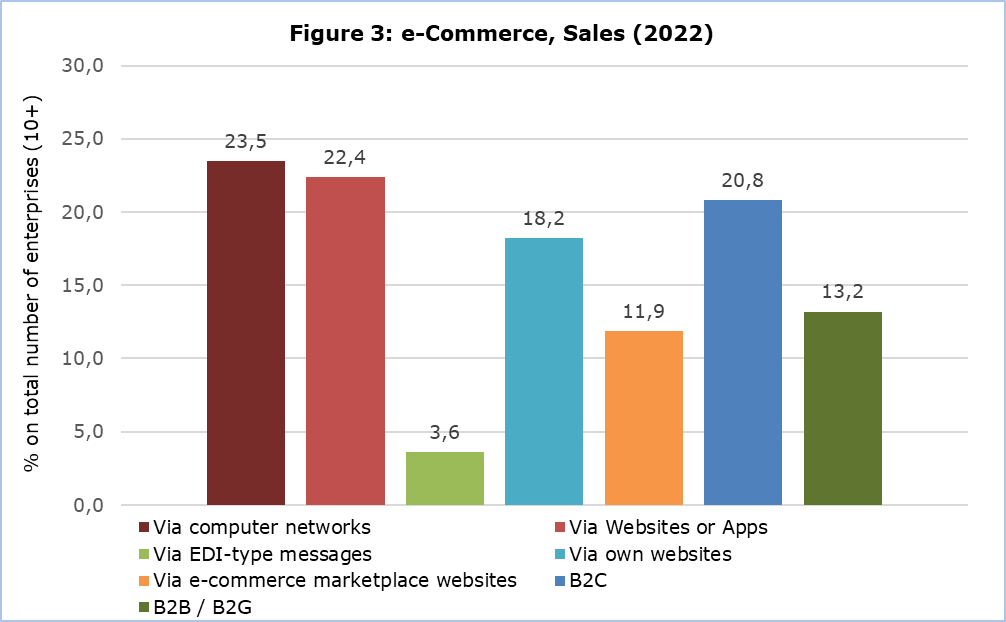 Figure 3: e-Commerce, Sales (2022)
% on total number of enterprises (10+)
30,0
25,0
20,0
15,0
10,0
5,0
0,0
23,5
22,4
3,6
18,2
11,9
20,8
13,2
Via computer networks
Via Websites or Apps
Via EDI-type messages
Via own websites
Via e-commerce marketplace websites
B2C
B2B / B2G